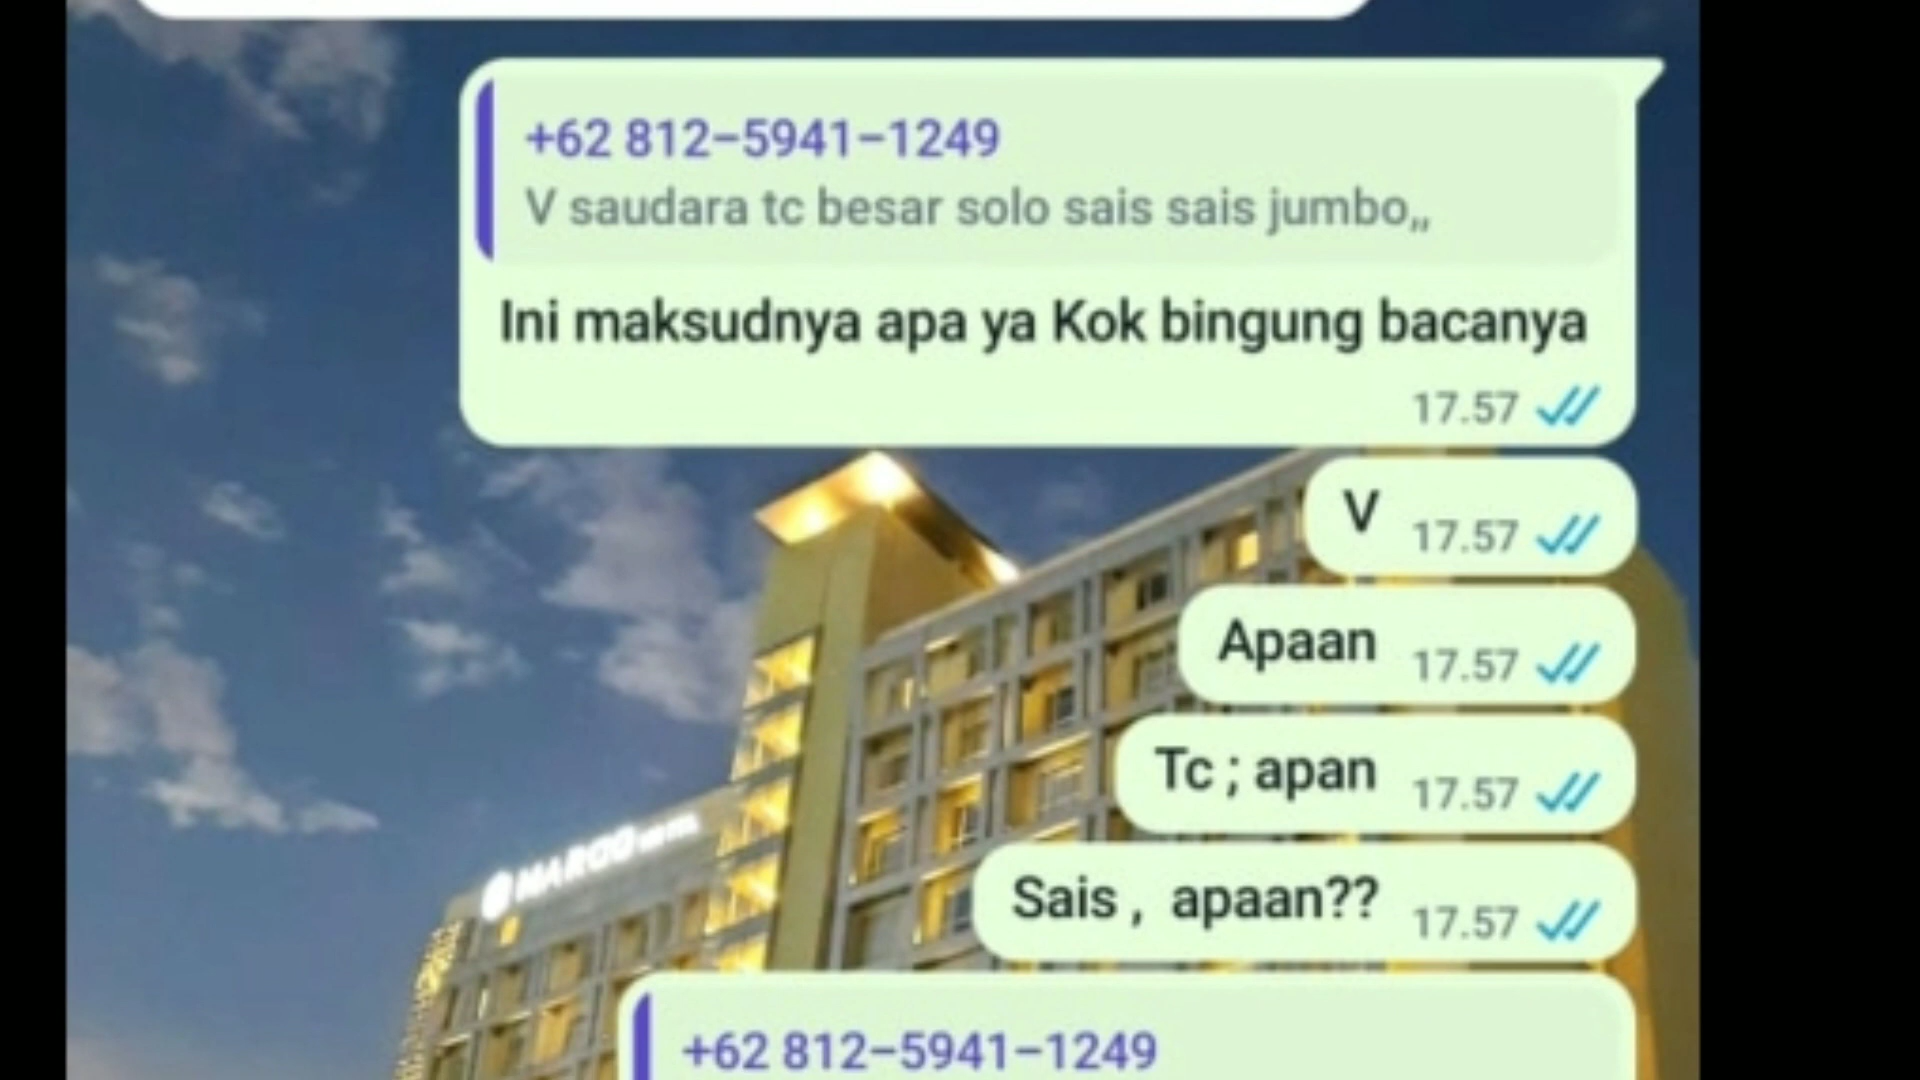 +62 812–5941–1249
V saudara tc besar solo sais sais jumbo,,
Ini maksudnya apa ya Kok bingung bacanya
17.57
V 17.57
Apaan 17.57
Tc ; apan 17.57
Sais , apaan?? 17.57
+62 812–5941–1249